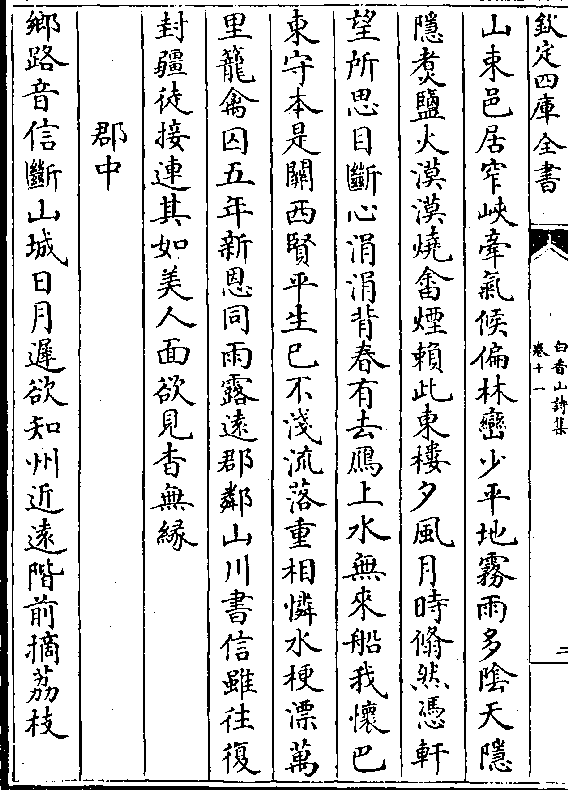 欽定四庫全書
白香山詩集
卷十一
二
山東邑居窄峽牽氣候偏林巒少平地霧雨多陰天隱
隱煑鹽火漠漠燒畬煙賴此東樓夕風月時翛然憑軒
望所思目斷心涓涓背春有去鴈上水無來船我懷巴
東守本是關西賢平生已不淺流落重相憐水梗漂萬
里籠禽囚五年新恩同雨露遠郡鄰山川書信雖往復
封疆徒接連其如美人面欲見杳無縁
郡中
鄉路音信斷山城日月遲欲知州近遠階前摘荔枝